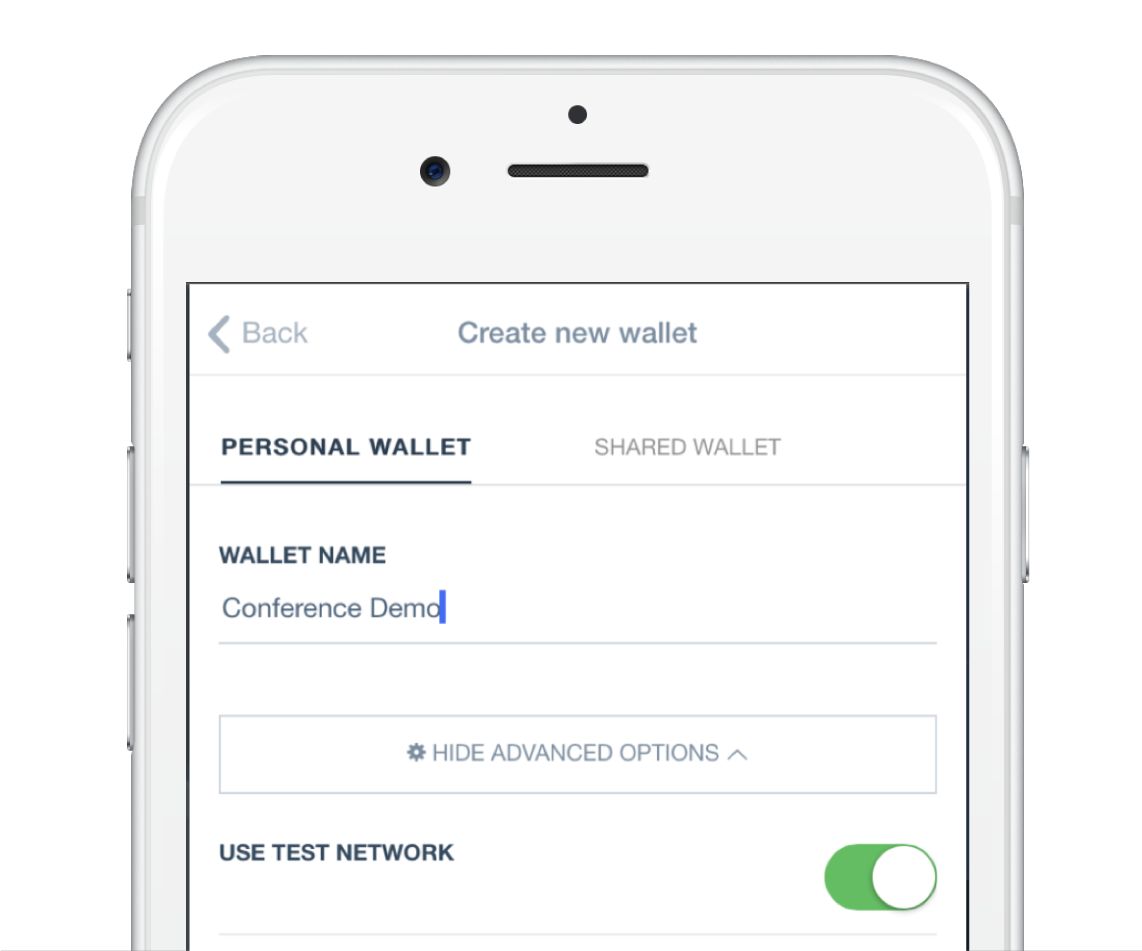 Back
Create new wallet
PERSONAL WALLET
SHARED WALLET
WALLET NAME
Conference Demo
HIDE ADVANCED OPTIONS
USE TEST NETWORK